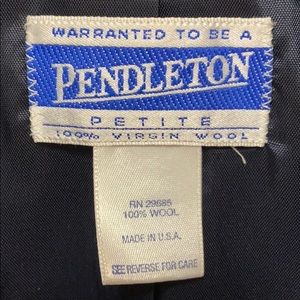 WARRANTED TO BE A
PENDLETON
PETITE
100% VIRGIN WOOL
RN 29685
100% WOOL
MADE IN U.S.A.
SEE REVERSE FOR CARE